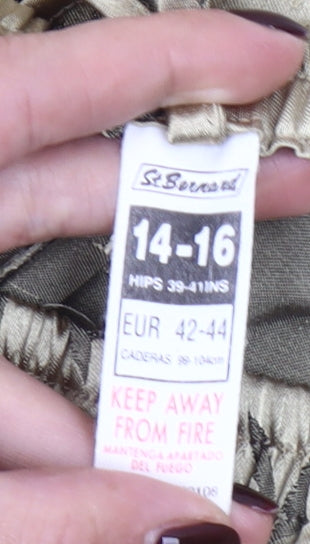 St Bernard
14-16
HIPS 39-41INS
EUR 42-44
CADERAS 99-104cm
KEEP AWAY
FROM FIRE
MANTENGA APARTADO
DEL FUEGO